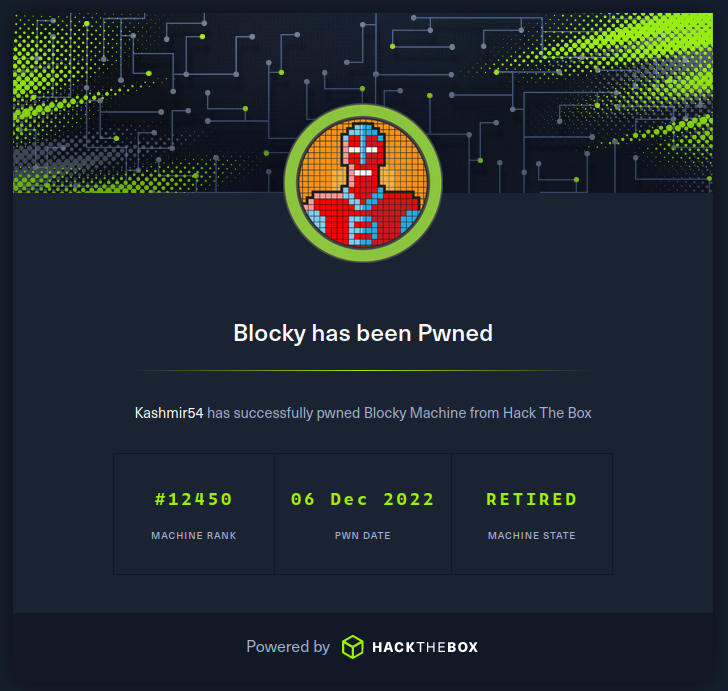 Blocky has been Pwned
Kashmir54 has successfully pwned Blocky Machine from Hack The Box
#12450
MACHINE RANK
06 Dec 2022
PWN DATE
RETIRED
MACHINE STATE
Powered by HACKTHEBOX